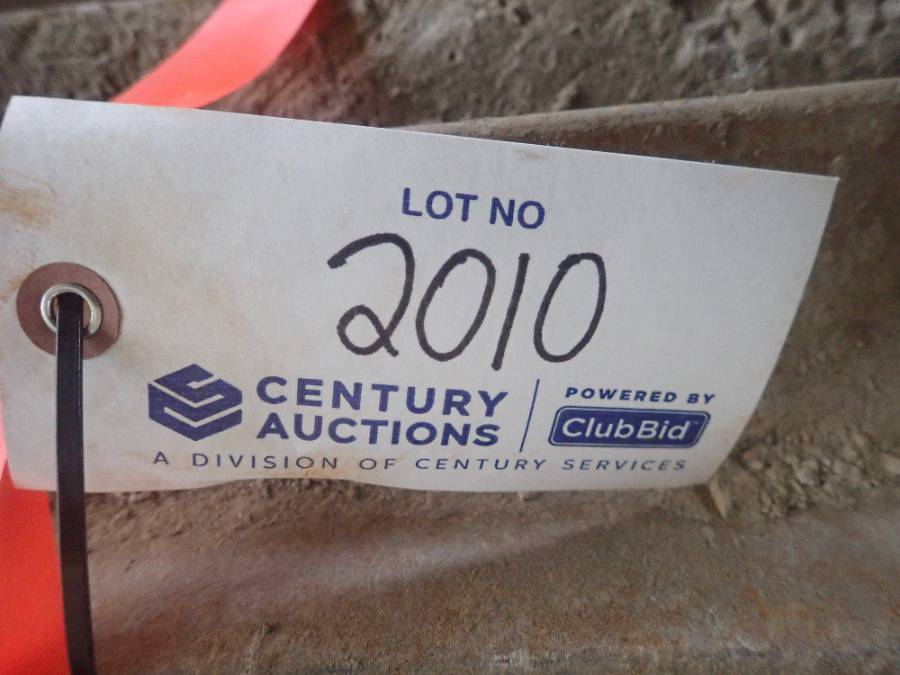 LOT NO
2010
CENTURY
AUCTIONS
POWERED BY
ClubBid
A DIVISION OF CENTURY SERVICES